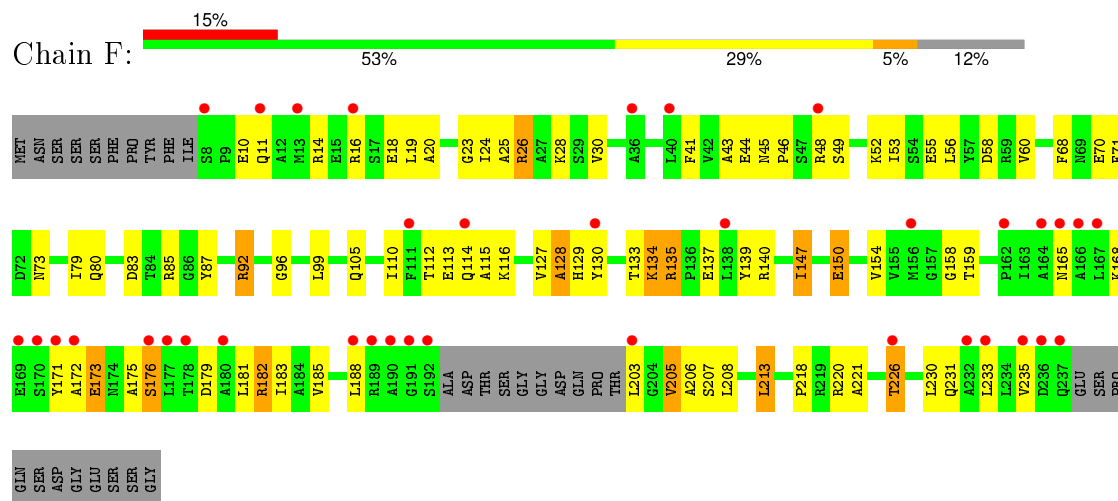 15%
Chain F:
53% 29% 5% 12%
MET ASN SER SER SER PHE PRO TYR PHE ILE S8 P9 E10 Q11 A12 M13 R14 E15 R16 S17 E18 L19 A20 G23 I24 A25 R26 A27 K28 S29 V30 A36 L40 F41 V42 A43 E44 N45 P46 S47 R48 S49 K52 I53 S54 E55 L56 Y57 D58 R59 V60 F68 N69 E70
D72 N73 I79 Q80 D83 T84 R85 G86 Y87 R92 G96 L99 Q105 I110 F111 T112 E113 Q114 A115 K116 V127 A128 H129 Y130 T133 K134 R135 P136 E137 L138 Y139 R140 I147 E150 V154 V155 M156 G157 G158 T159 P162 I163 A164 N165 A166 L167 K168
E169 S170 Y171 A172 E173 N174 A175 S176 L177 T178 D179 A180 L181 R182 I183 A184 V185 L188 R189 A190 G191 S192 ALA ASP THR SER GLY GLY ASP GLN PRO THR L203 G204 V205 A206 S207 L208 L213 P218 R219 R220 A221 T226 L230 Q231 A232 L233 L234 V235 D236 Q237 GLU SER PRO
GLN SER ASP GLY GLU SER SER GLY